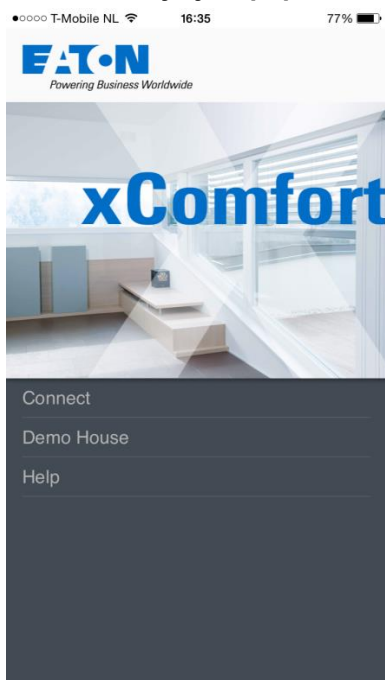 T-Mobile NL 16:35 77%
EATON
Powering Business Worldwide
xComfort
Connect
Demo House
Help